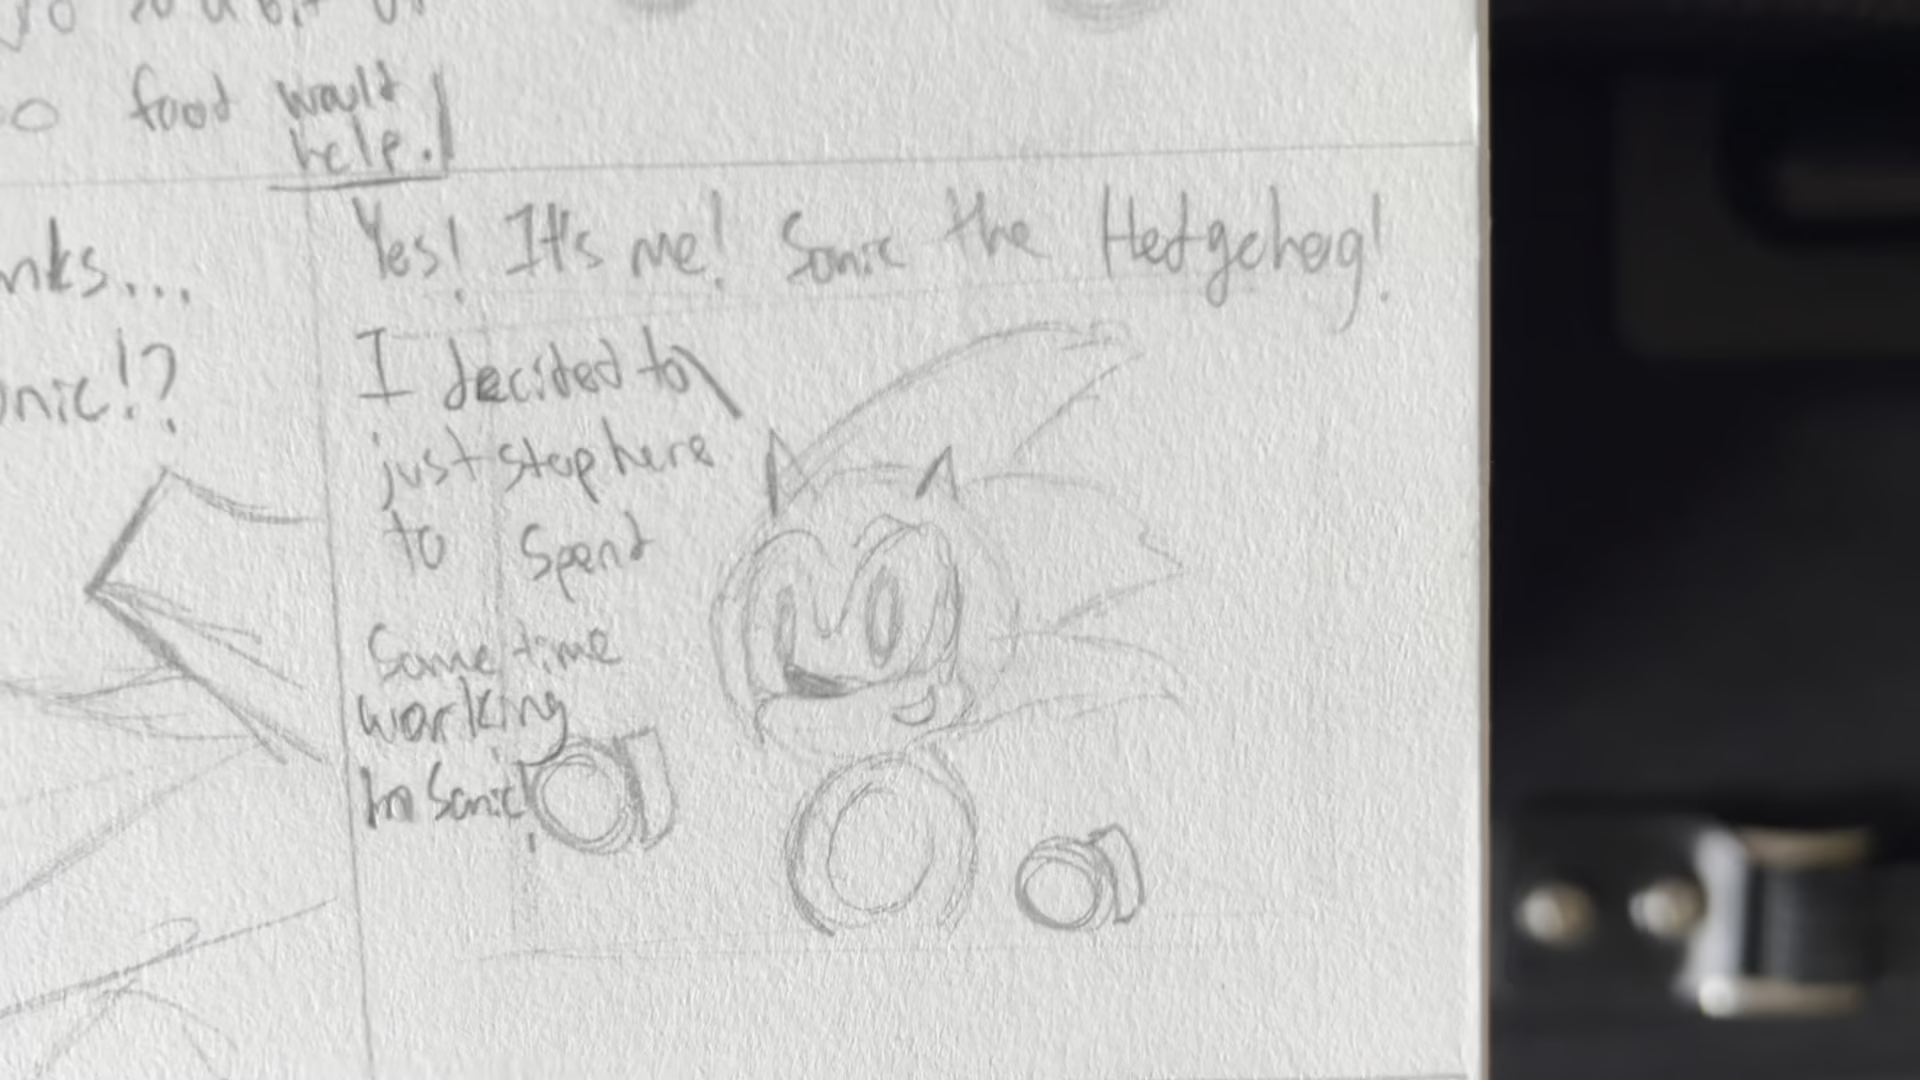 food would
help.
nks...
onic!?
Yes! It's me! Sonic the Hedgehog!
I decided to
just stop here
to spend
Some time
working
in Sonic!